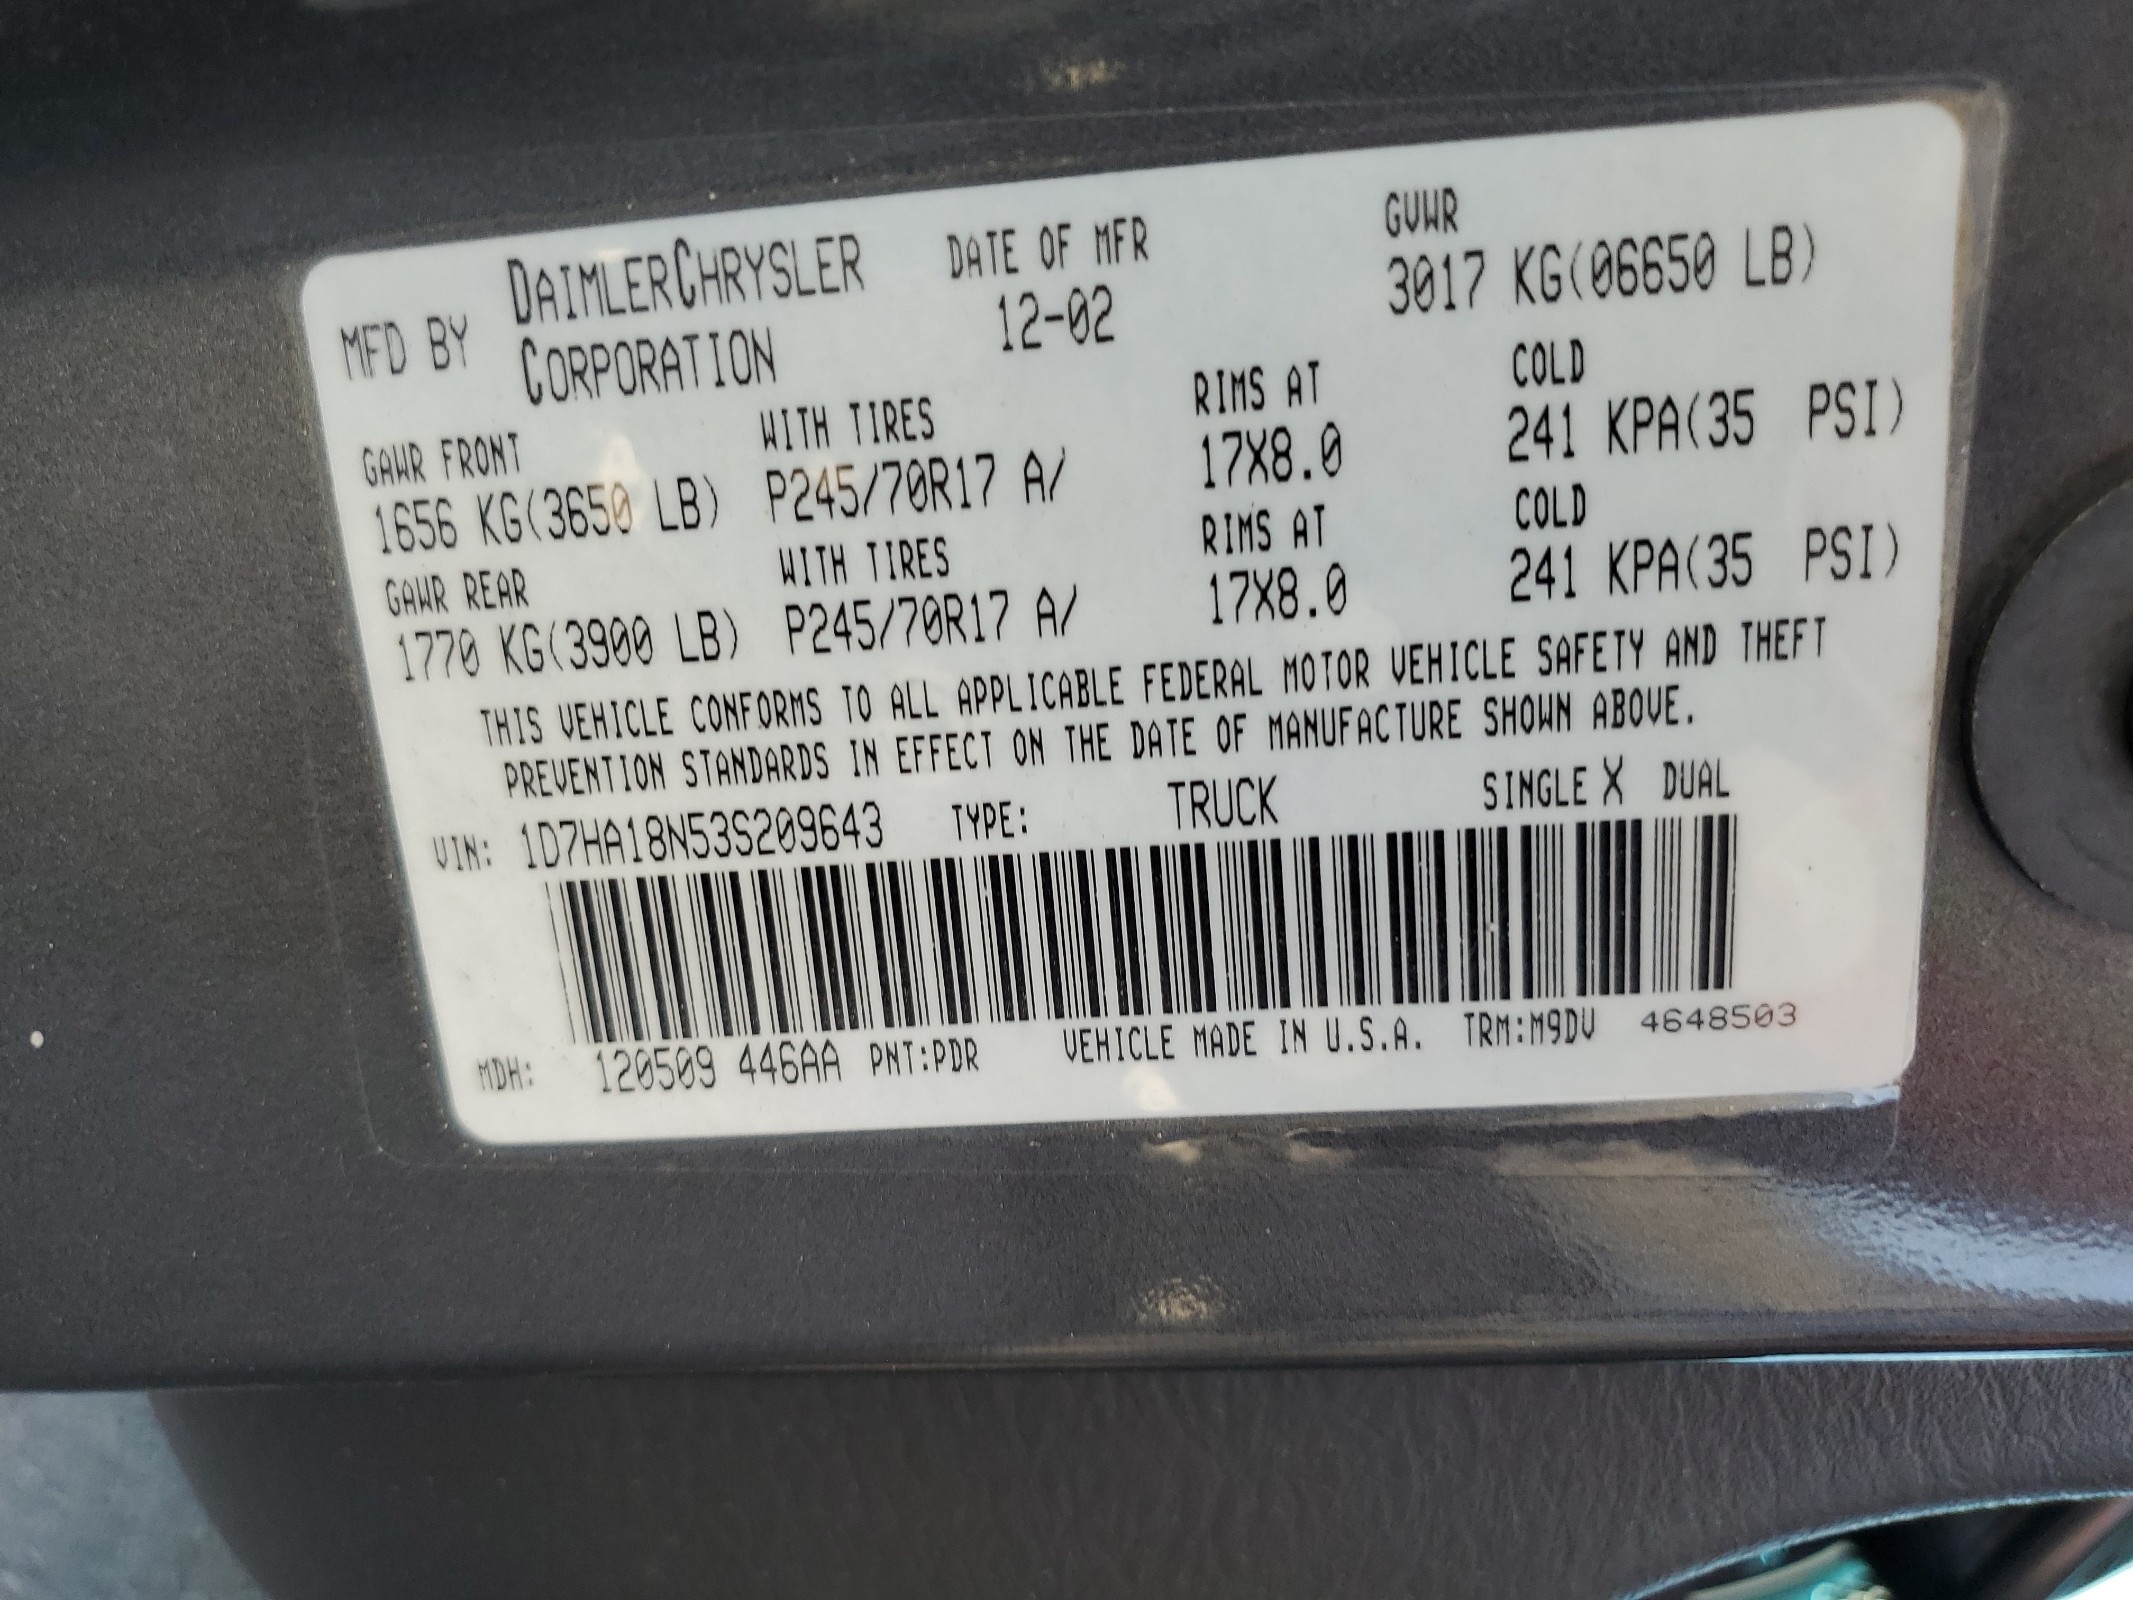 MFD BY DAIMLERCHRYSLER CORPORATION DATE OF MFR 12-02 GVWR 3017 KG(06650 LB)
GAWR FRONT WITH TIRES RIMS AT COLD
1656 KG(3650 LB) P245/70R17 A/ 17X8.0 241 KPA(35 PSI)
GAWR REAR WITH TIRES RIMS AT COLD
1770 KG(3900 LB) P245/70R17 A/ 17X8.0 241 KPA(35 PSI)
THIS VEHICLE CONFORMS TO ALL APPLICABLE FEDERAL MOTOR VEHICLE SAFETY AND THEFT
PREVENTION STANDARDS IN EFFECT ON THE DATE OF MANUFACTURE SHOWN ABOVE.
VIN: 1D7HA18N53S209643 TYPE: TRUCK SINGLE X DUAL
MDH: 120509 446AA PNT:PDR VEHICLE MADE IN U.S.A. TRM:M9DV 4648503